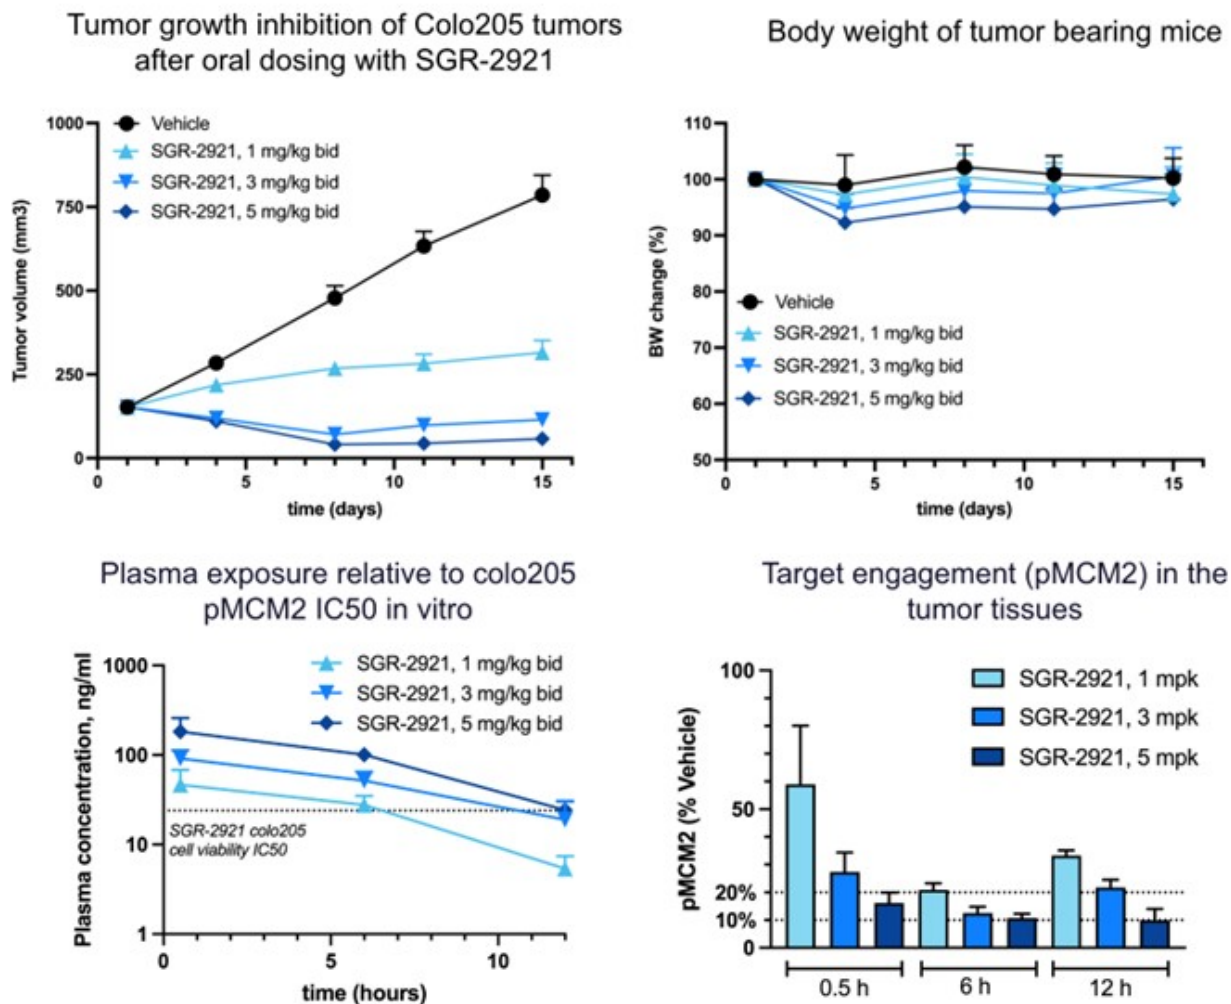 Tumor growth inhibition of Colo205 tumors
after oral dosing with SGR-2921
Tumor volume (mm3)
1000
750
500
250
0
Vehicle
SGR-2921, 1 mg/kg bid
SGR-2921, 3 mg/kg bid
SGR-2921, 5 mg/kg bid
0 5 10 15
time (days)
Body weight of tumor bearing mice
BW change (%)
110
100
90
80
70
60
50
Vehicle
SGR-2921, 1 mg/kg bid
SGR-2921, 3 mg/kg bid
SGR-2921, 5 mg/kg bid
0 5 10 15
time (days)
Plasma exposure relative to colo205
pMCM2 IC50 in vitro
Plasma concentration, ng/ml
1000
100
10
1
SGR-2921, 1 mg/kg bid
SGR-2921, 3 mg/kg bid
SGR-2921, 5 mg/kg bid
SGR-2921 colo205
cell viability IC50
0 5 10
time (hours)
Target engagement (pMCM2) in the
tumor tissues
pMCM2 (% Vehicle)
100
50
20%
10%
0
SGR-2921, 1 mpk
SGR-2921, 3 mpk
SGR-2921, 5 mpk
0.5 h 6 h 12 h